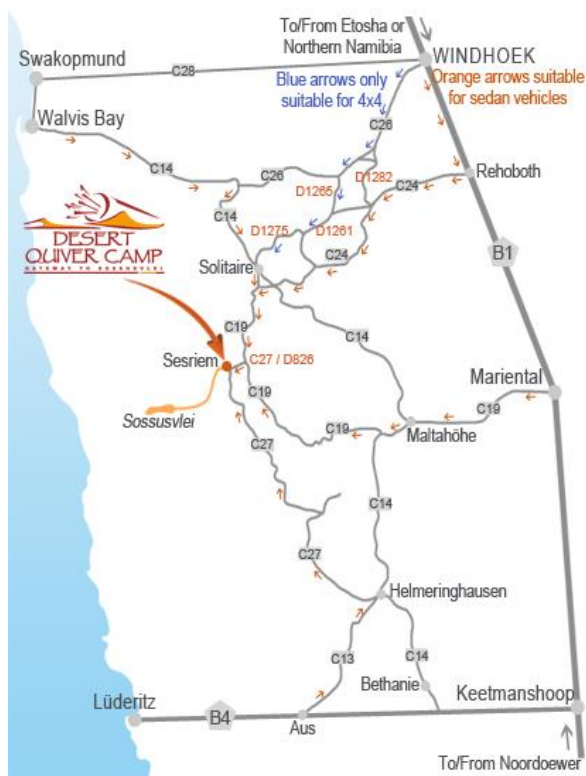 To/From Etosha or
Northern Namibia
WINDHOEK
Swakopmund
C28
Blue arrows only
suitable for 4x4
Orange arrows suitable
for sedan vehicles
Walvis Bay
C26
C14
C26
D1265
D1282
C24
Rehoboth
C14
D1275
D1261
B1
DESERT
QUIVER CAMP
GATEWAY TO SOSSUSVLEI
Solitaire
C24
C19
C14
Sesriem
C27 / D826
Mariental
C19
C19
Sossusvlei
C19
Maltahöhe
C27
C14
C27
Helmeringhausen
C13
C14
Bethanie
Keetmanshoop
Lüderitz
B4
Aus
To/From Noordoewer